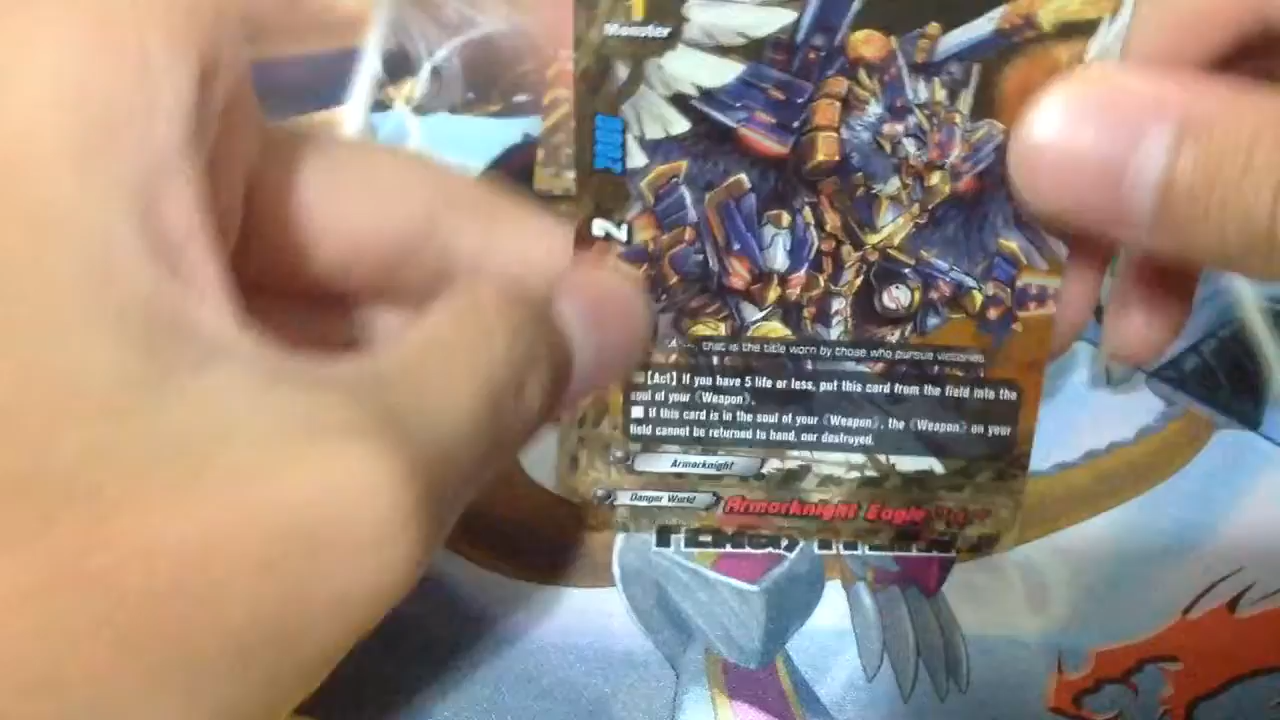 Monster
2
that is the title worn by those who pursue victories
[Act] If you have 5 life or less, put this card from the field into the
soul of your 《Weapon》.
If this card is in the soul of your 《Weapon》, the 《Weapon》 on your
field cannot be returned to hand, nor destroyed.
Armorknight
Danger World
Armorknight Eagle